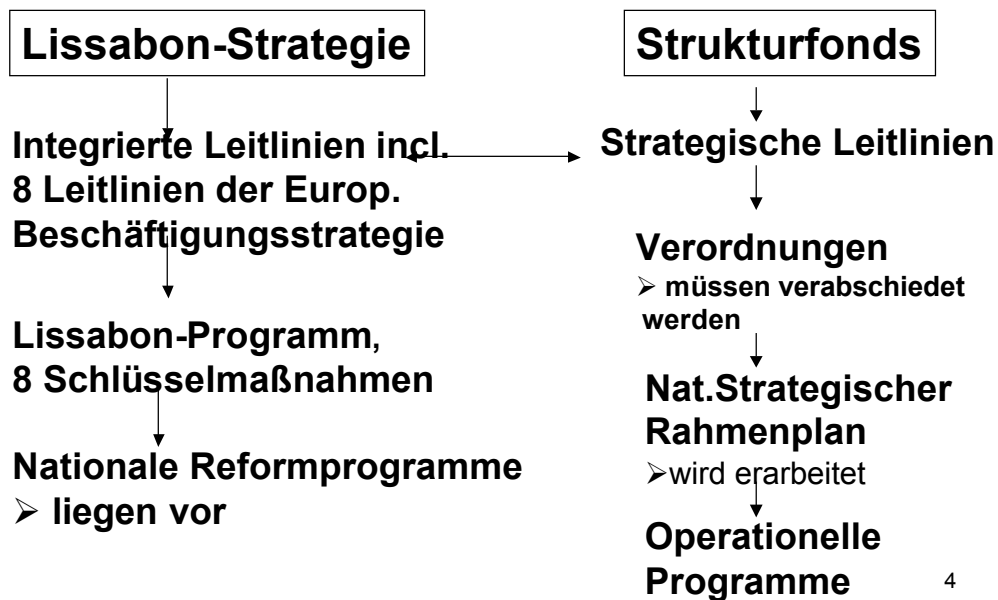 Lissabon-Strategie
Integrierte Leitlinien incl.
8 Leitlinien der Europ.
Beschäftigungsstrategie
Lissabon-Programm,
8 Schlüsselmaßnahmen
Nationale Reformprogramme
➢ liegen vor
Strukturfonds
Strategische Leitlinien
Verordnungen
➢ müssen verabschiedet
werden
Nat.Strategischer
Rahmenplan
➢wird erarbeitet
Operationelle
Programme
4